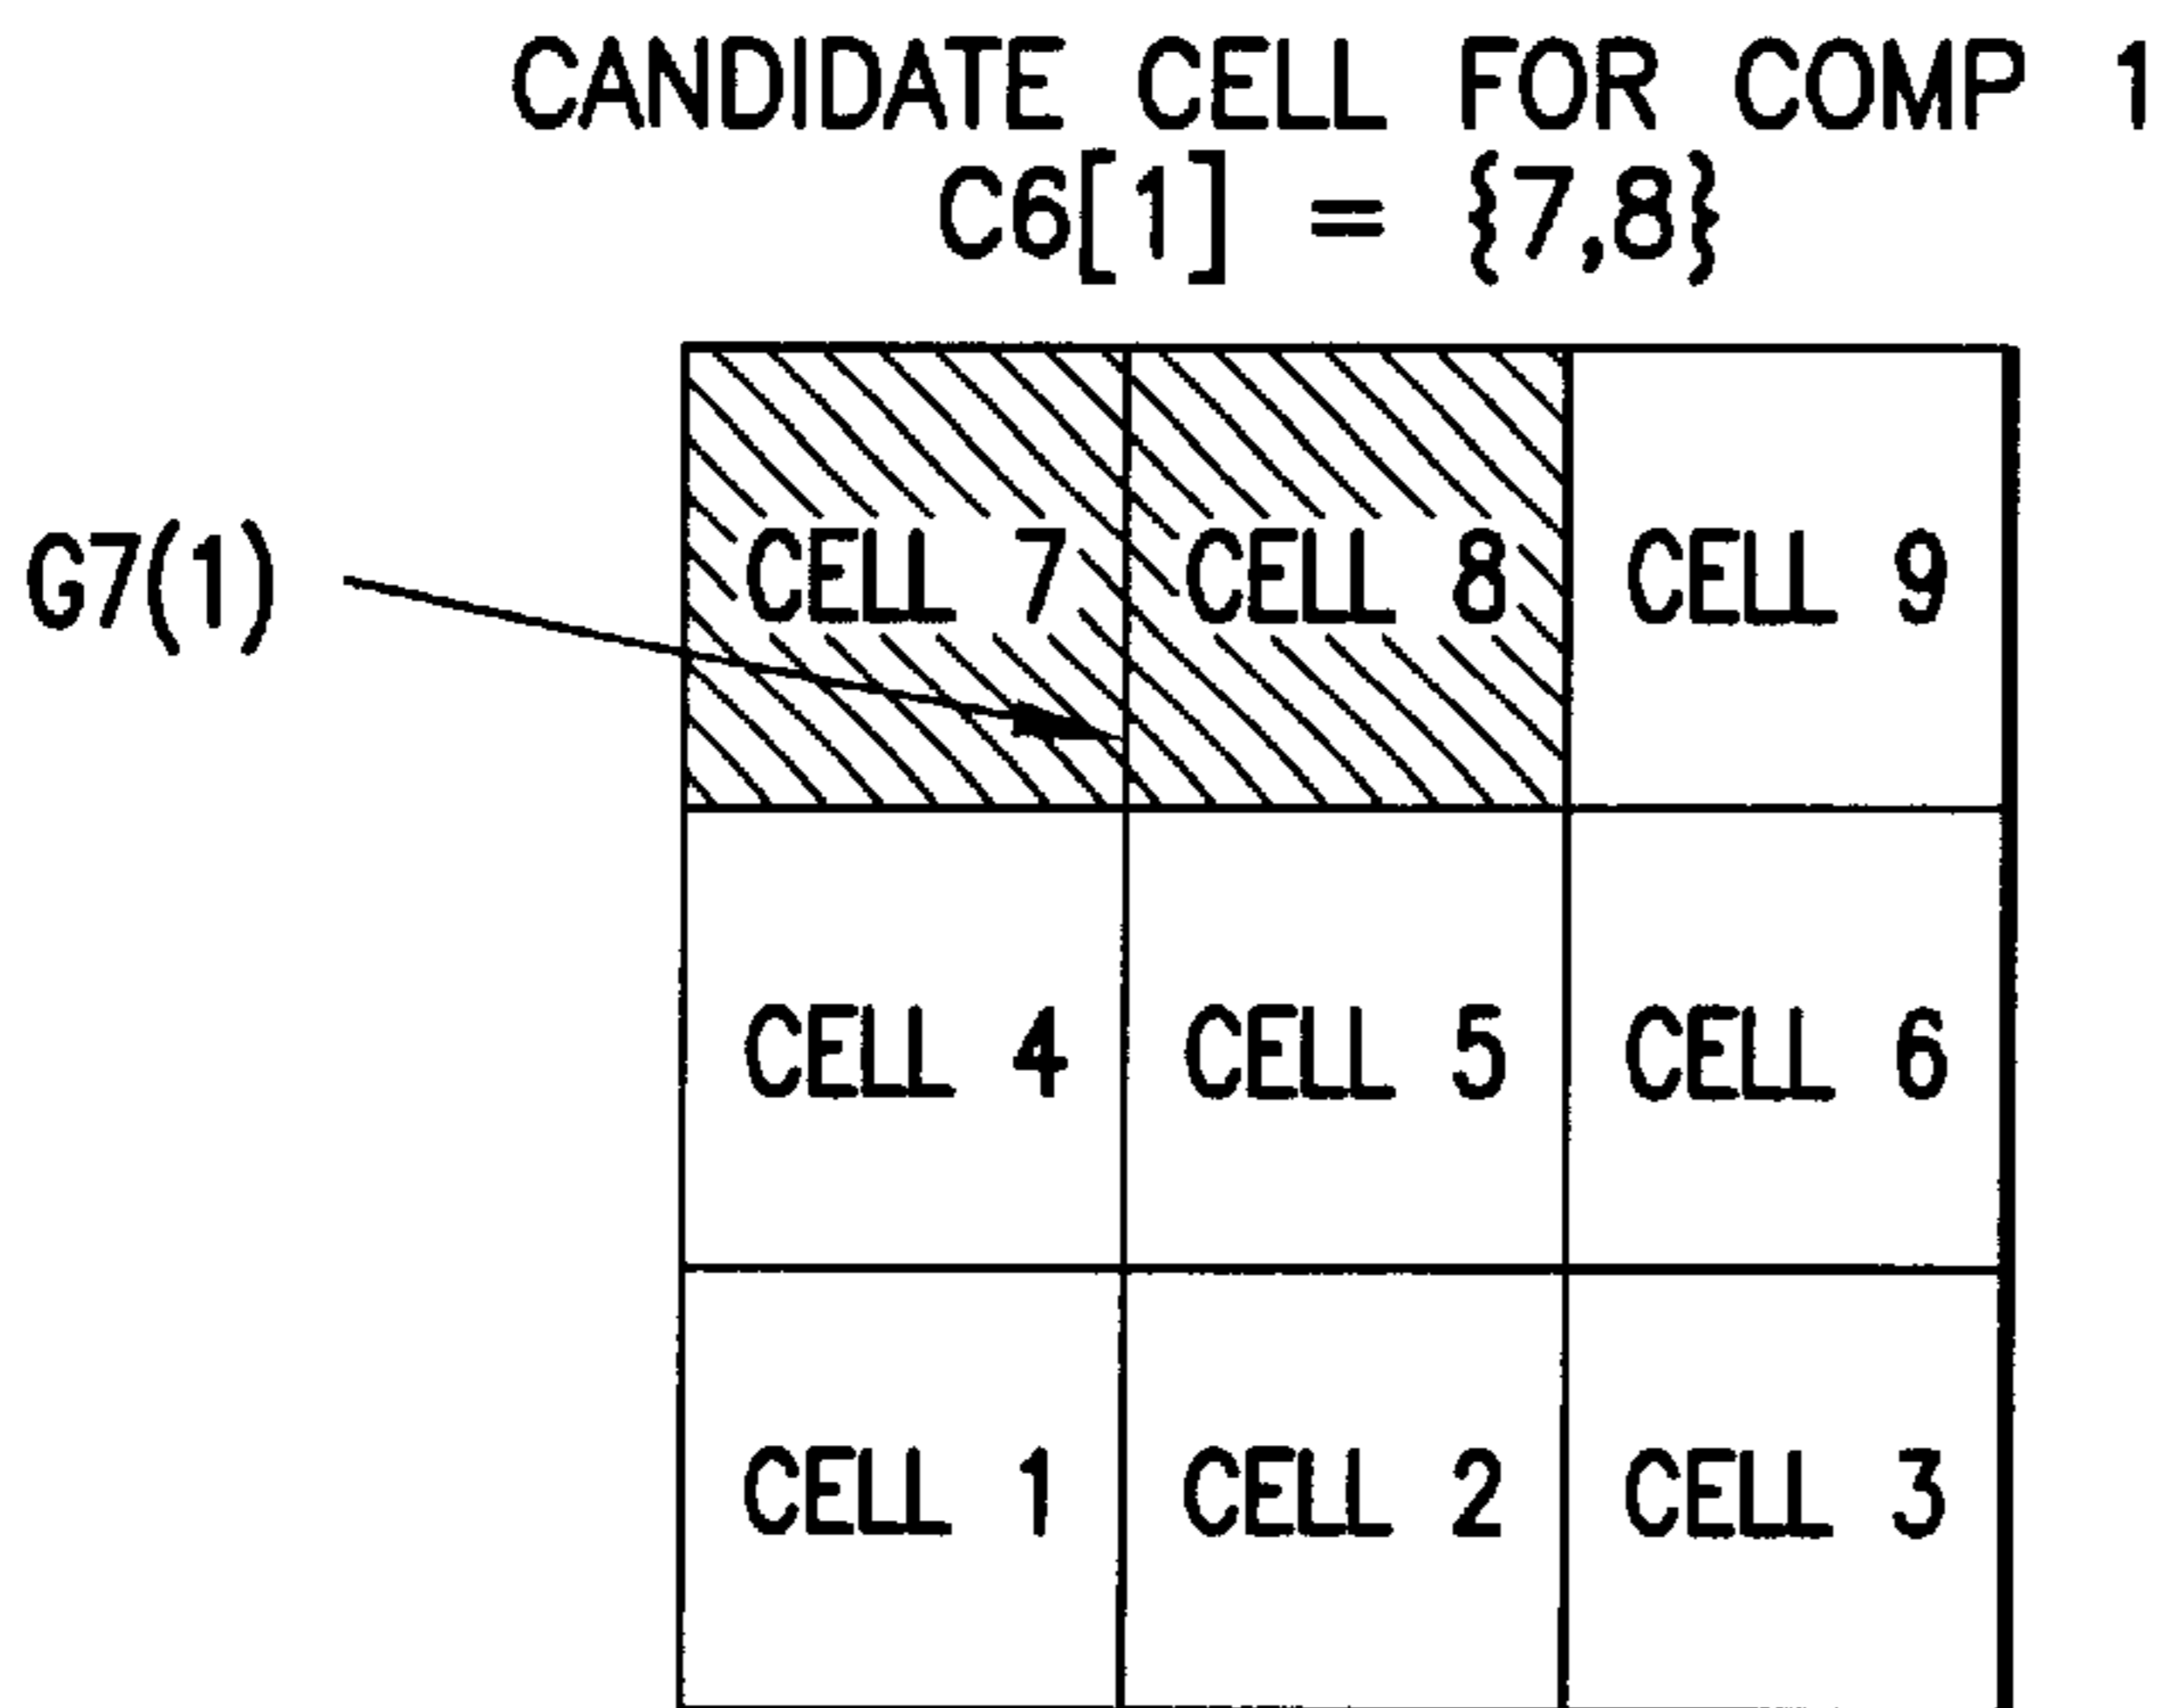 CANDIDATE CELL FOR COMP 1
C6[1] = {7,8}
G7(1)
CELL 7 CELL 8 CELL 9
CELL 4 CELL 5 CELL 6
CELL 1 CELL 2 CELL 3